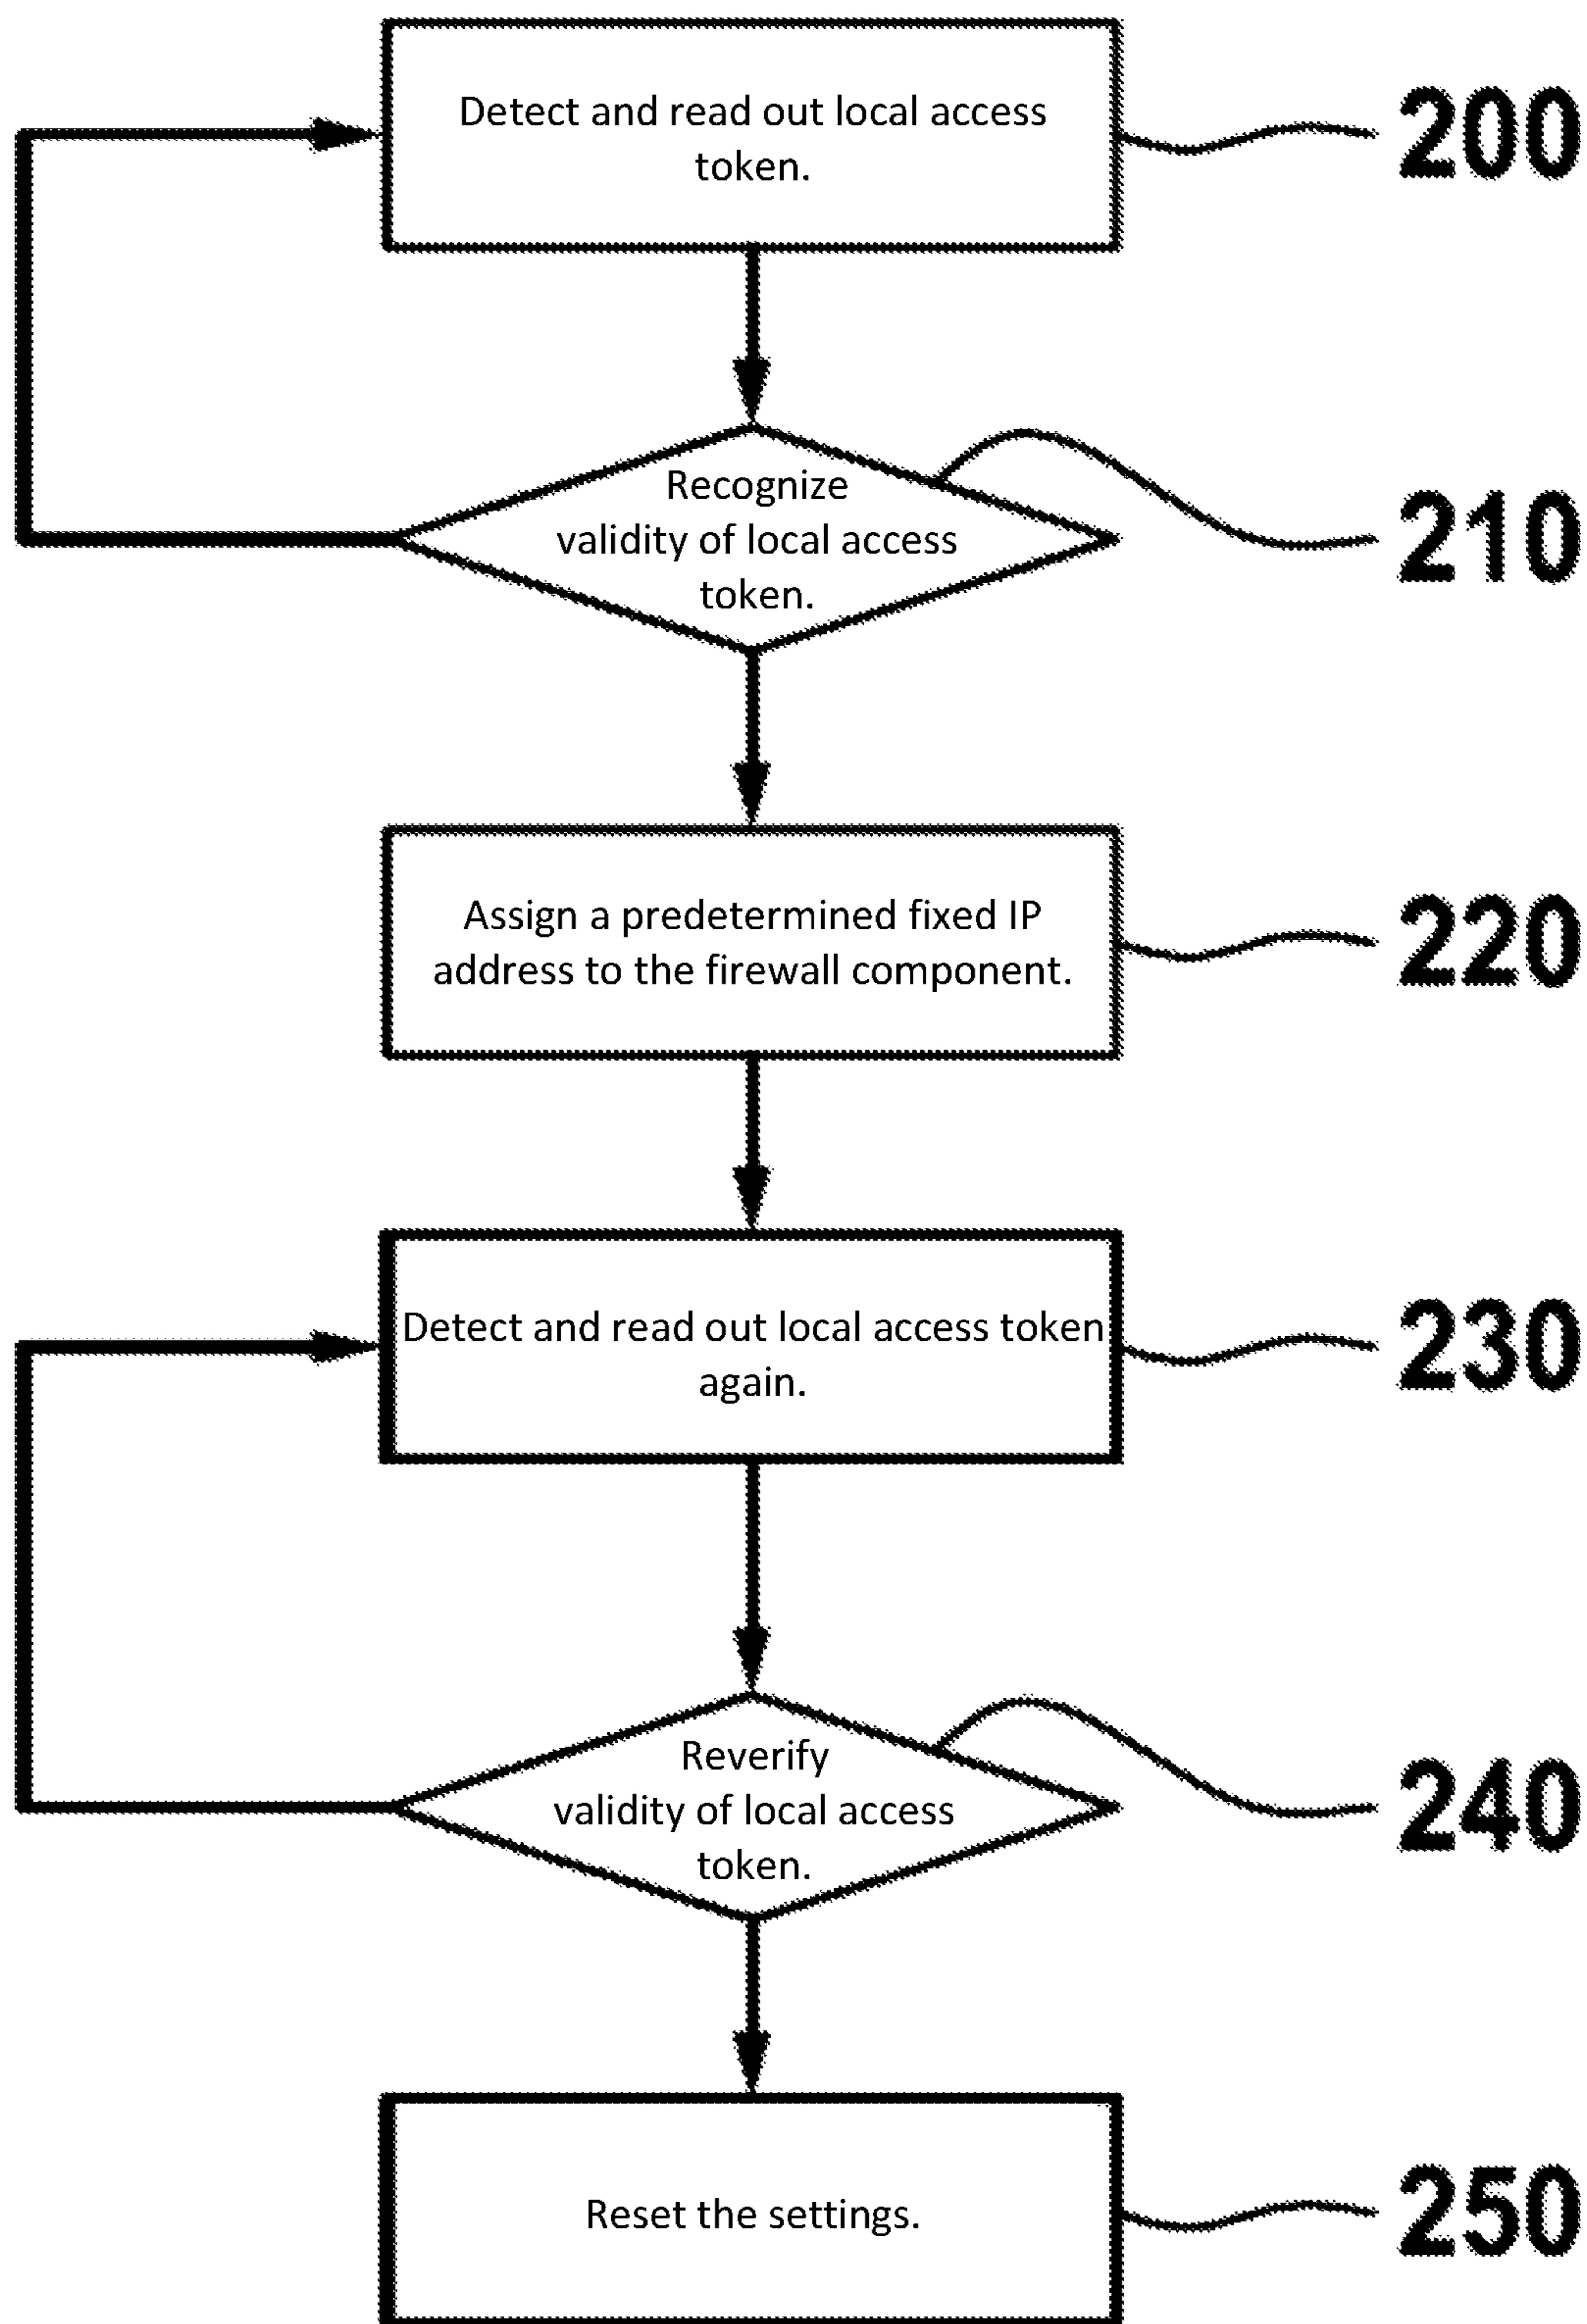 Detect and read out local access
token.
200
Recognize
validity of local access
token.
210
Assign a predetermined fixed IP
address to the firewall component.
220
Detect and read out local access token
again.
230
Reverify
validity of local access
token.
240
Reset the settings.
250